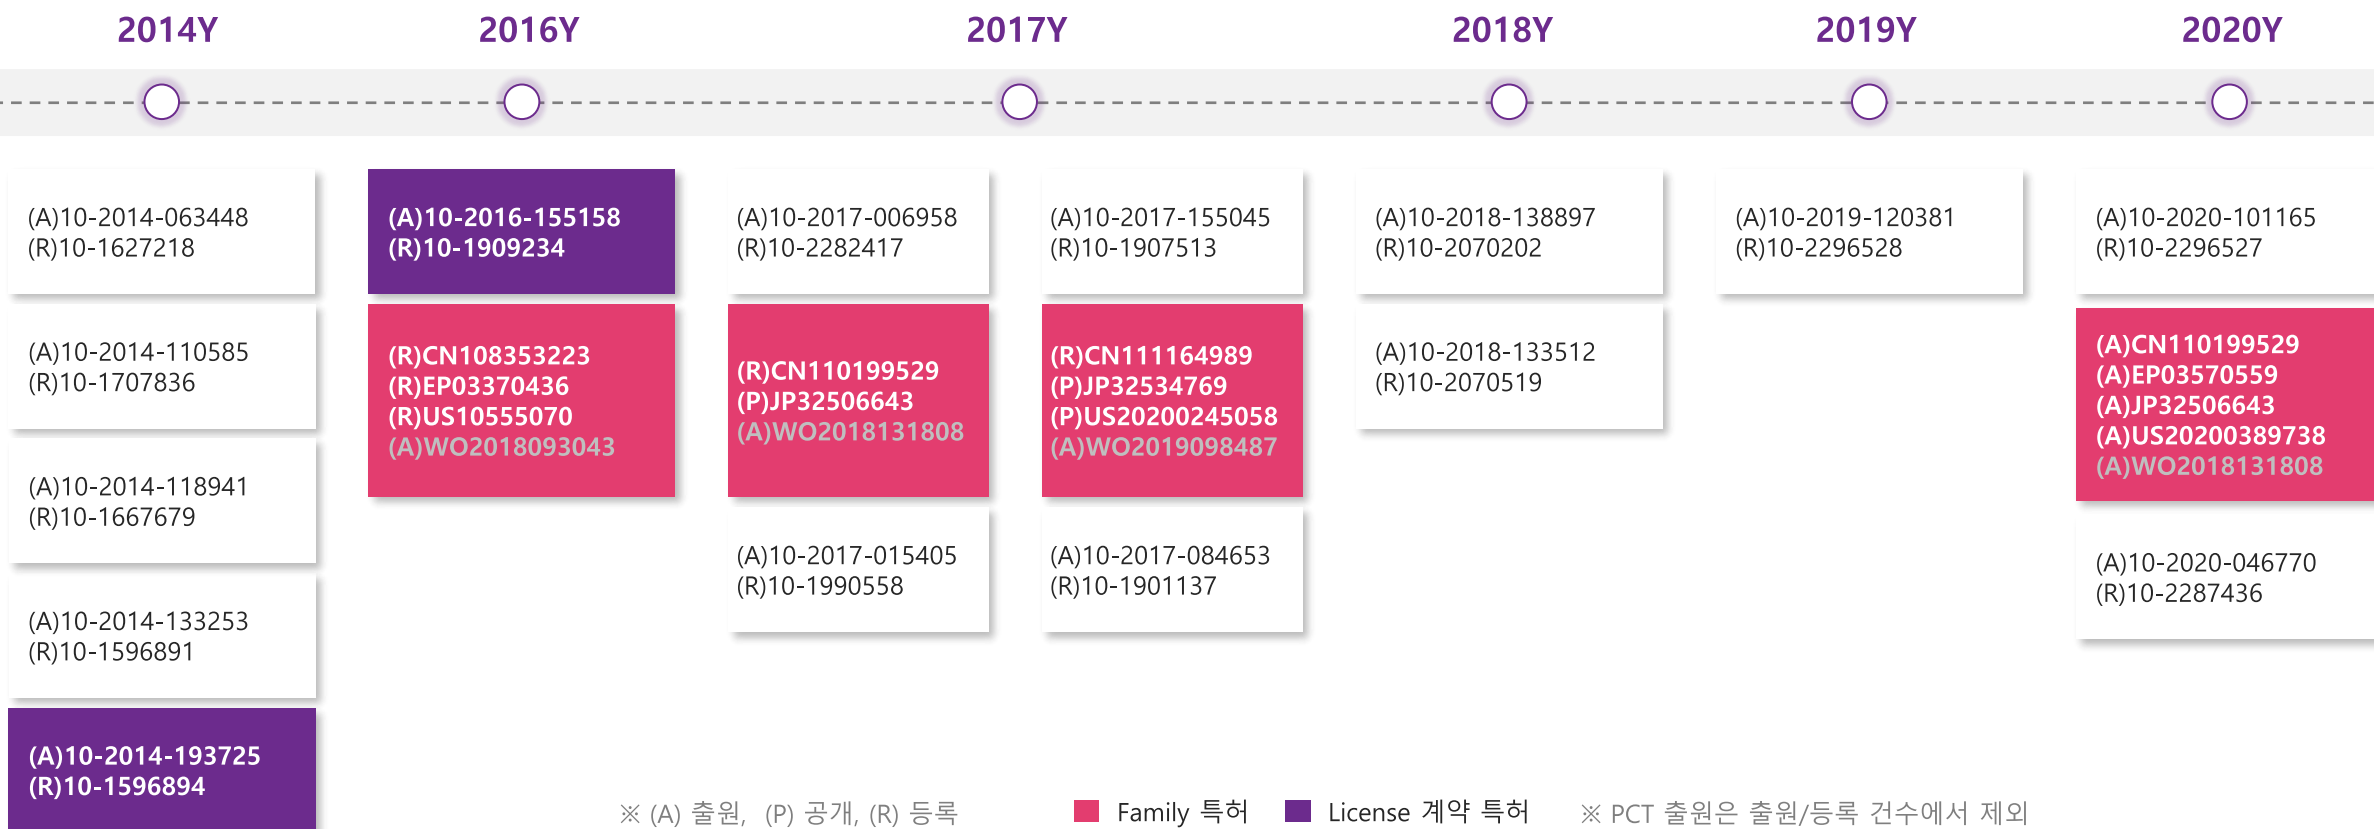 2014Y
2016Y
2017Y
2018Y
2019Y
2020Y
(A)10-2014-063448
(R)10-1627218
(A)10-2014-110585
(R)10-1707836
(A)10-2014-118941
(R)10-1667679
(A)10-2014-133253
(R)10-1596891
(A)10-2014-193725
(R)10-1596894
(A)10-2016-155158
(R)10-1909234
(R)CN108353223
(R)EP03370436
(R)US10555070
(A)WO2018093043
(A)10-2017-006958
(R)10-2282417
(R)CN110199529
(P)JP32506643
(A)WO2018131808
(A)10-2017-015405
(R)10-1990558
(A)10-2017-155045
(R)10-1907513
(R)CN111164989
(P)JP32534769
(P)US20200245058
(A)WO2019098487
(A)10-2017-084653
(R)10-1901137
(A)10-2018-138897
(R)10-2070202
(A)10-2018-133512
(R)10-2070519
(A)10-2019-120381
(R)10-2296528
(A)10-2020-101165
(R)10-2296527
(A)CN110199529
(A)EP03570559
(A)JP32506643
(A)US20200389738
(A)WO2018131808
(A)10-2020-046770
(R)10-2287436
※ (A) 출원, (P) 공개, (R) 등록
Family 특허
License 계약 특허
※ PCT 출원은 출원/등록 건수에서 제외